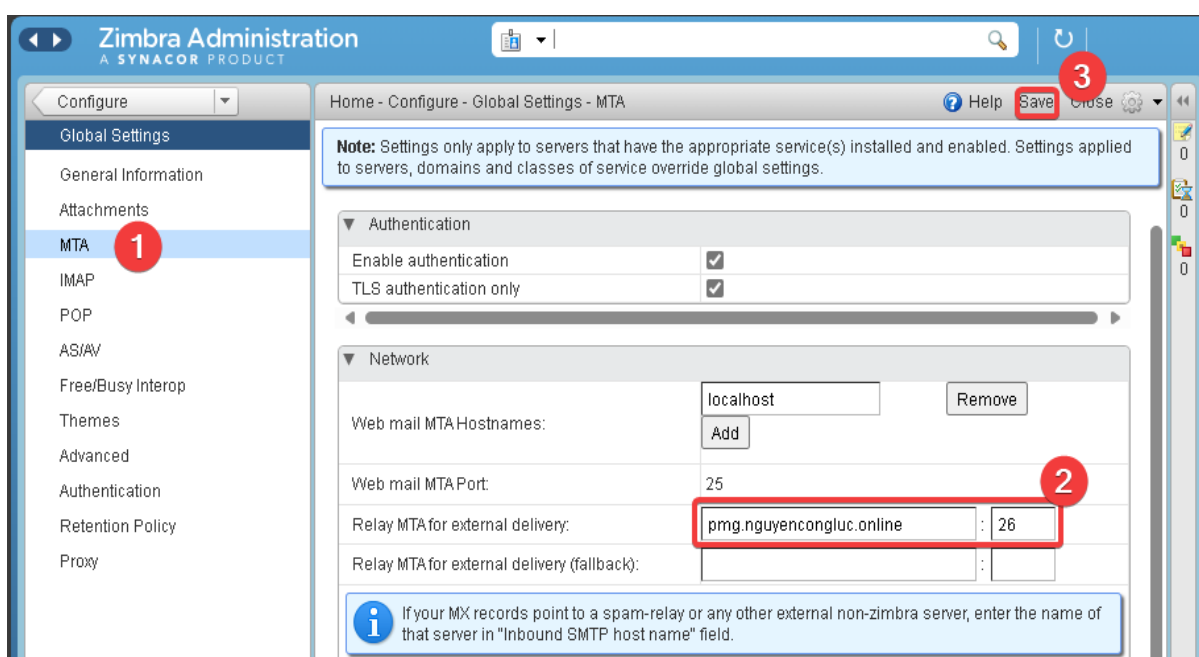 Zimbra Administration
A SYNACOR PRODUCT
3
Configure
Home - Configure - Global Settings - MTA
Help Save Close
Global Settings
General Information
Attachments
MTA 1
IMAP
POP
AS/AV
Free/Busy Interop
Themes
Advanced
Authentication
Retention Policy
Proxy
Note: Settings only apply to servers that have the appropriate service(s) installed and enabled. Settings applied
to servers, domains and classes of service override global settings.
Authentication
Enable authentication
TLS authentication only
Network
Web mail MTA Hostnames: localhost Remove
Add
Web mail MTA Port: 25
2
Relay MTA for external delivery: pmg.nguyencongluc.online : 26
Relay MTA for external delivery (fallback): :
If your MX records point to a spam-relay or any other external non-zimbra server, enter the name of
that server in "Inbound SMTP host name" field.
0
0
0